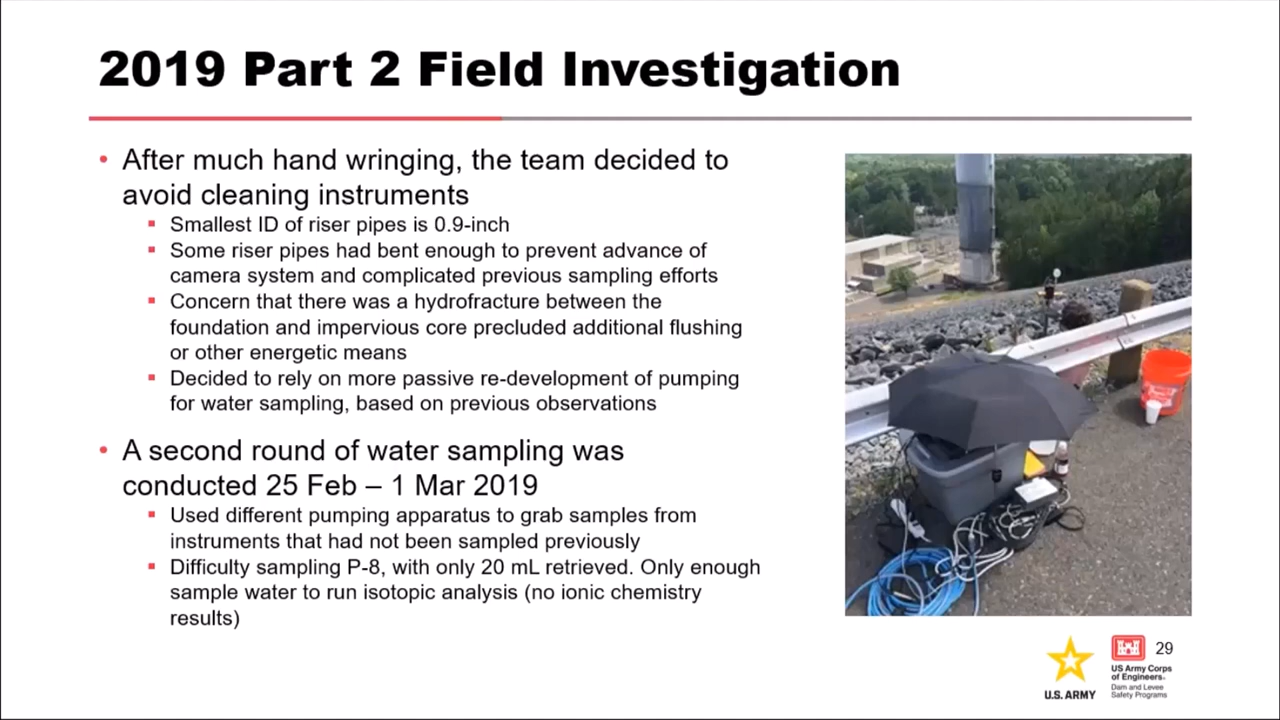 2019 Part 2 Field Investigation
• After much hand wringing, the team decided to
avoid cleaning instruments
▪ Smallest ID of riser pipes is 0.9-inch
▪ Some riser pipes had bent enough to prevent advance of
camera system and complicated previous sampling efforts
▪ Concern that there was a hydrofracture between the
foundation and impervious core precluded additional flushing
or other energetic means
▪ Decided to rely on more passive re-development of pumping
for water sampling, based on previous observations
• A second round of water sampling was
conducted 25 Feb – 1 Mar 2019
▪ Used different pumping apparatus to grab samples from
instruments that had not been sampled previously
▪ Difficulty sampling P-8, with only 20 mL retrieved. Only enough
sample water to run isotopic analysis (no ionic chemistry
results)
29
U.S. ARMY
US Army Corps
of Engineers.
Dam and Levee
Safety Programs